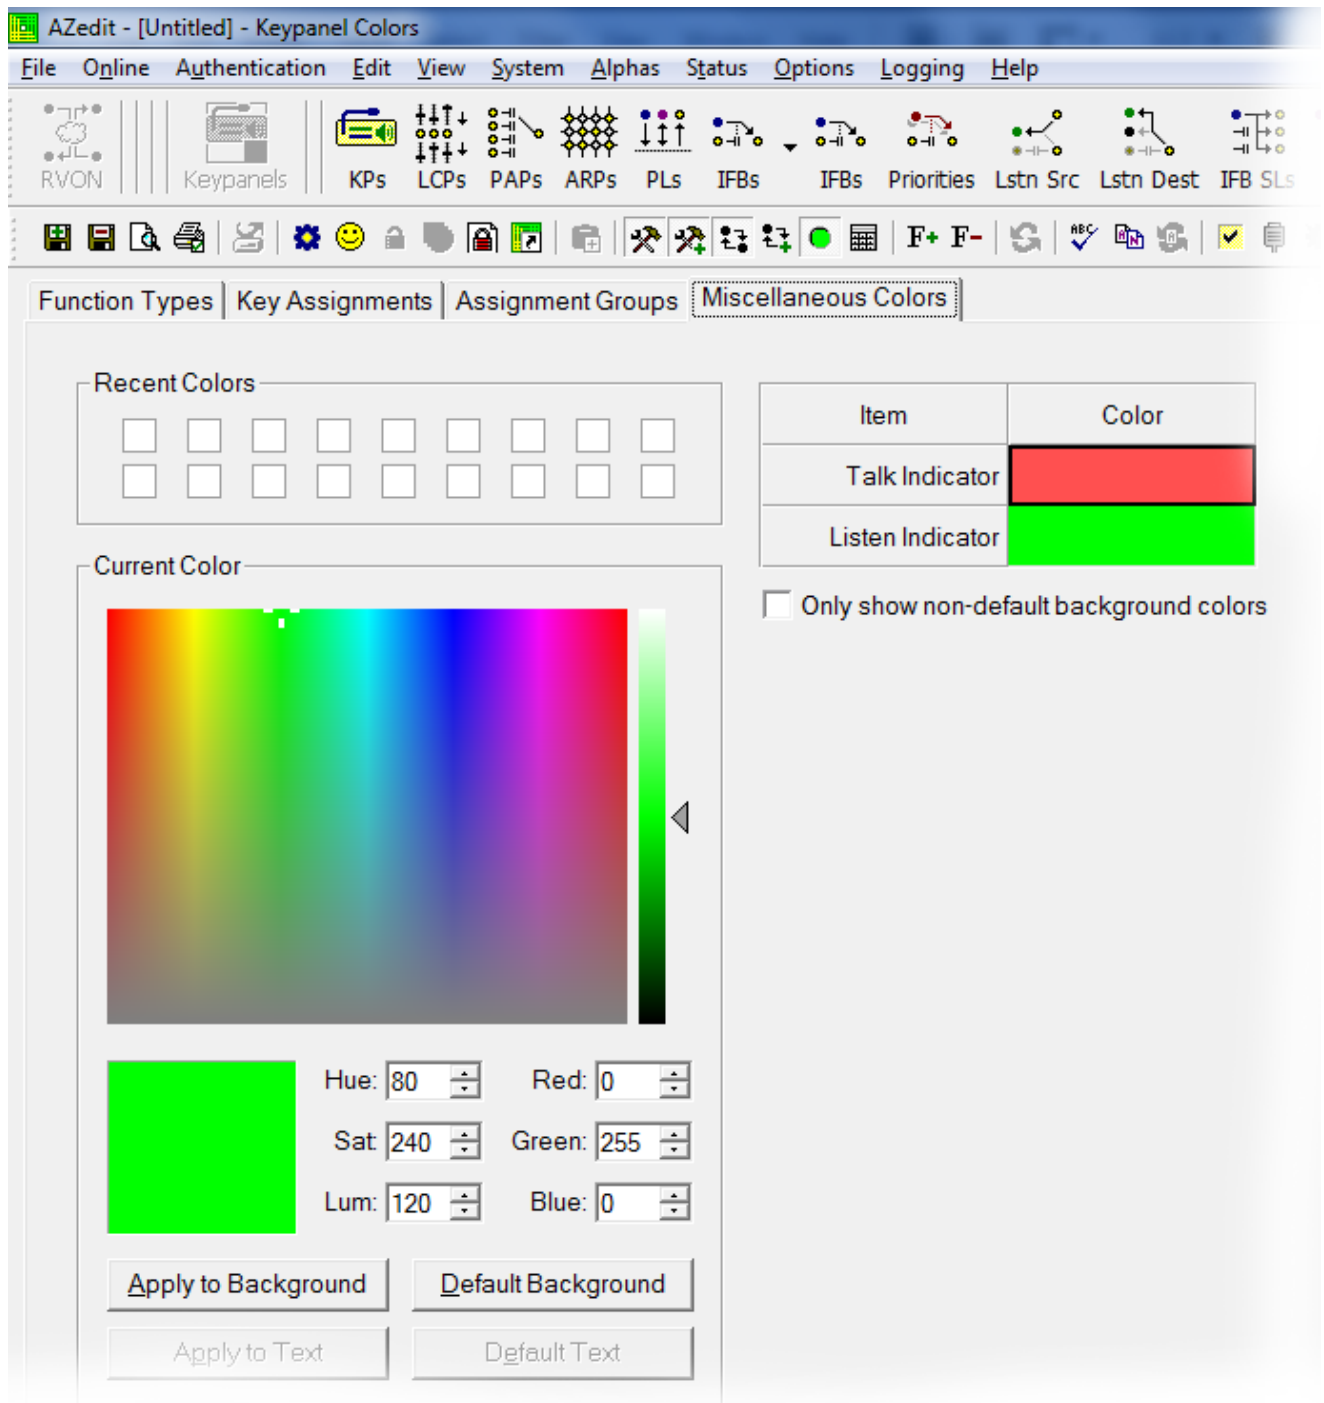 AZedit - [Untitled] - Keypanel Colors
File Online Authentication Edit View System Alphas Status Options Logging Help
RVON Keypanels KPs LCPs PAPs ARPs PLs IFBs IFBs Priorities Lstn Src Lstn Dest IFB SLs
F+ F- ABC
Function Types Key Assignments Assignment Groups Miscellaneous Colors
Recent Colors
Item Color
Talk Indicator
Listen Indicator
Only show non-default background colors
Current Color
Hue: 80 Red: 0
Sat: 240 Green: 255
Lum: 120 Blue: 0
Apply to Background Default Background
Apply to Text Default Text